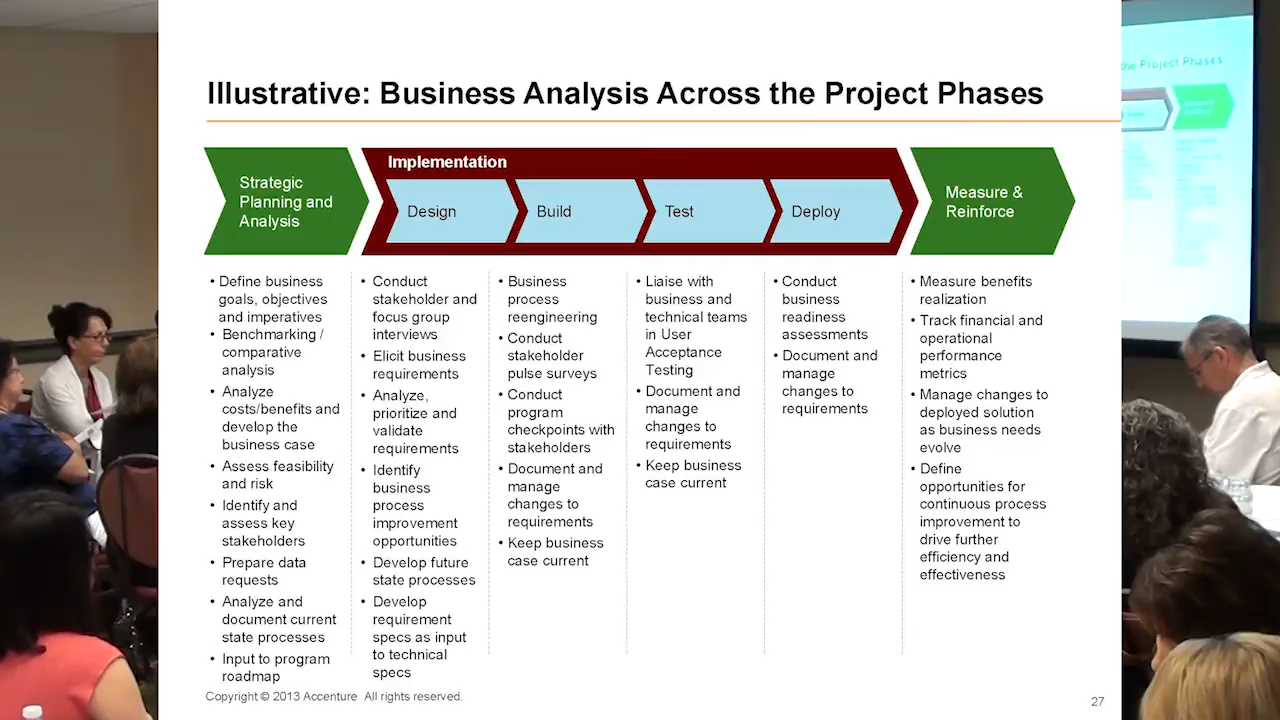 Illustrative: Business Analysis Across the Project Phases
Strategic
Planning and
Analysis
Implementation
Design
Build
Test
Deploy
Measure &
Reinforce
• Define business
goals, objectives
and imperatives
• Benchmarking /
comparative
analysis
• Analyze
costs/benefits and
develop the
business case
• Assess feasibility
and risk
• Identify and
assess key
stakeholders
• Prepare data
requests
• Analyze and
document current
state processes
• Input to program
roadmap
• Conduct
stakeholder and
focus group
interviews
• Elicit business
requirements
• Analyze,
prioritize and
validate
requirements
• Identify
business
process
improvement
opportunities
• Develop future
state processes
• Develop
requirement
specs as input
to technical
specs
• Business
process
reengineering
• Conduct
stakeholder
pulse surveys
• Conduct
program
checkpoints with
stakeholders
• Document and
manage
changes to
requirements
• Keep business
case current
• Liaise with
business and
technical teams
in User
Acceptance
Testing
• Document and
manage
changes to
requirements
• Keep business
case current
• Conduct
business
readiness
assessments
• Document and
manage
changes to
requirements
• Measure benefits
realization
• Track financial and
operational
performance
metrics
• Manage changes to
deployed solution
as business needs
evolve
• Define
opportunities for
continuous process
improvement to
drive further
efficiency and
effectiveness
Copyright © 2013 Accenture All rights reserved.
27
the Project Phases